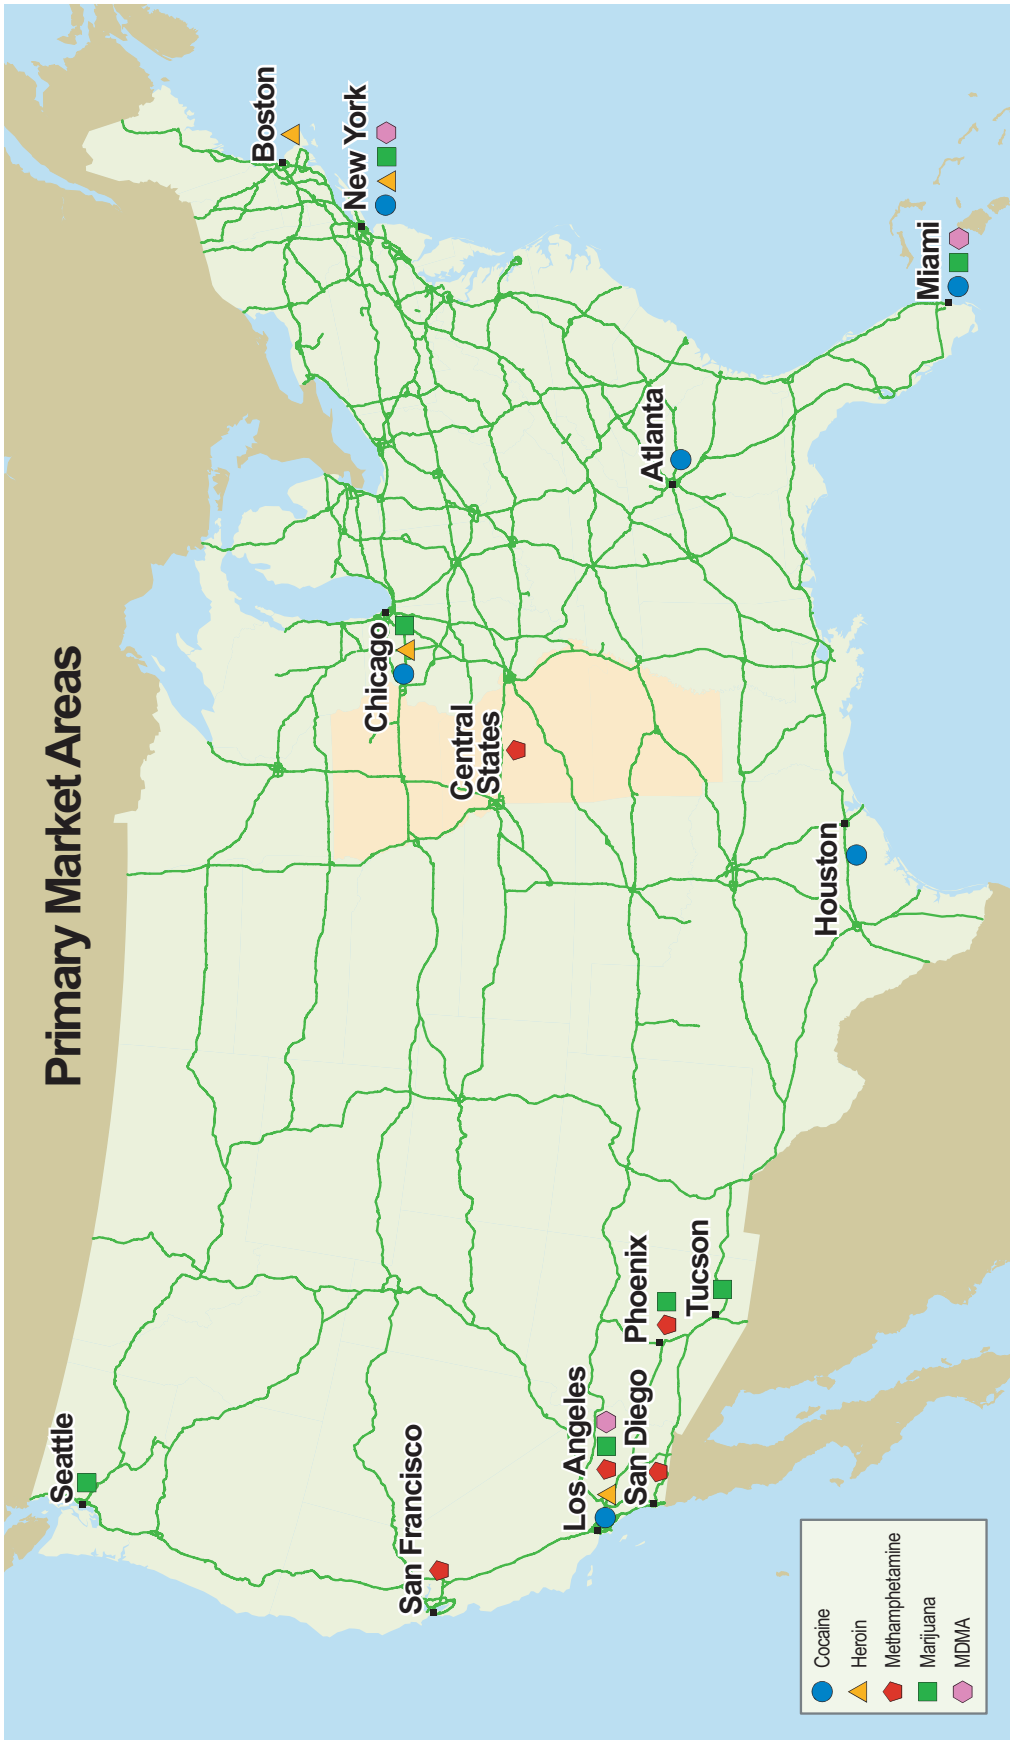 Primary Market Areas
Seattle
San Francisco
Los Angeles
San Diego
Phoenix
Tucson
Central
States
Chicago
Houston
Atlanta
Miami
New York
Boston
Cocaine
Heroin
Methamphetamine
Marijuana
MDMA